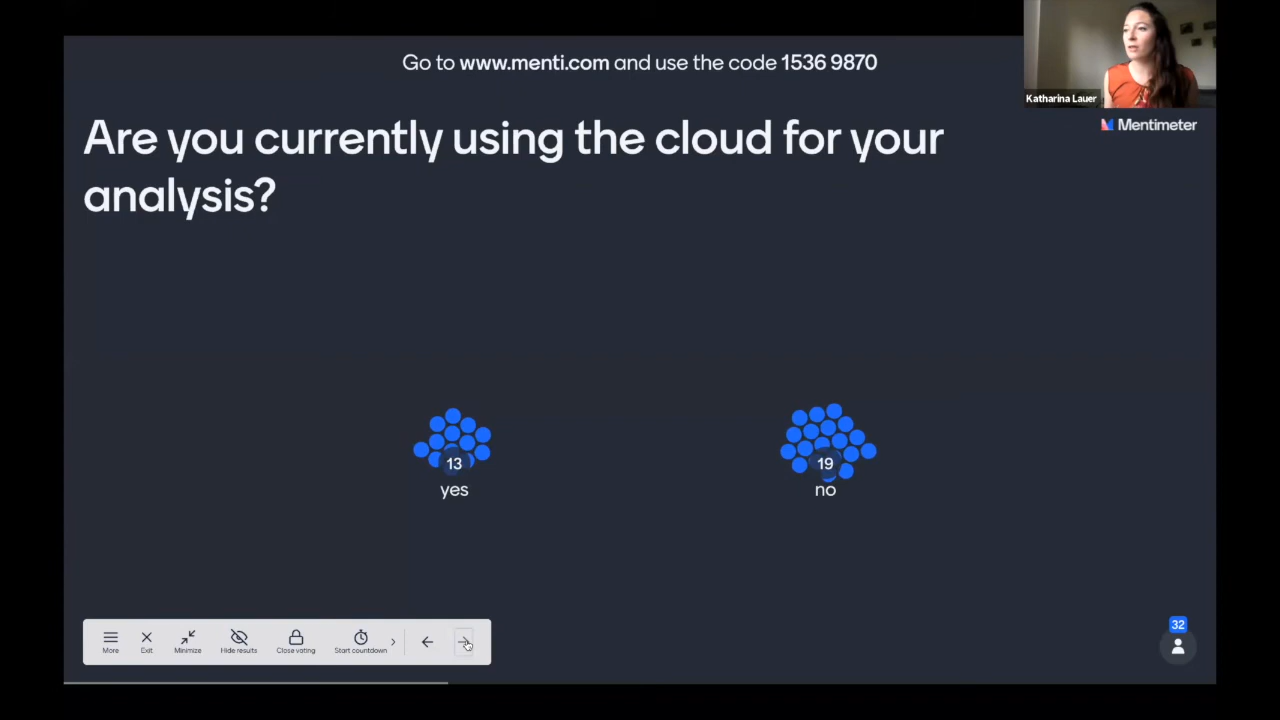 Go to www.menti.com and use the code 1536 9870
Katharina Lauer
Mentimeter
Are you currently using the cloud for your
analysis?
13
19
yes
no
More
Exit
Minimize
Hide results
Close voting
Start countdown
32